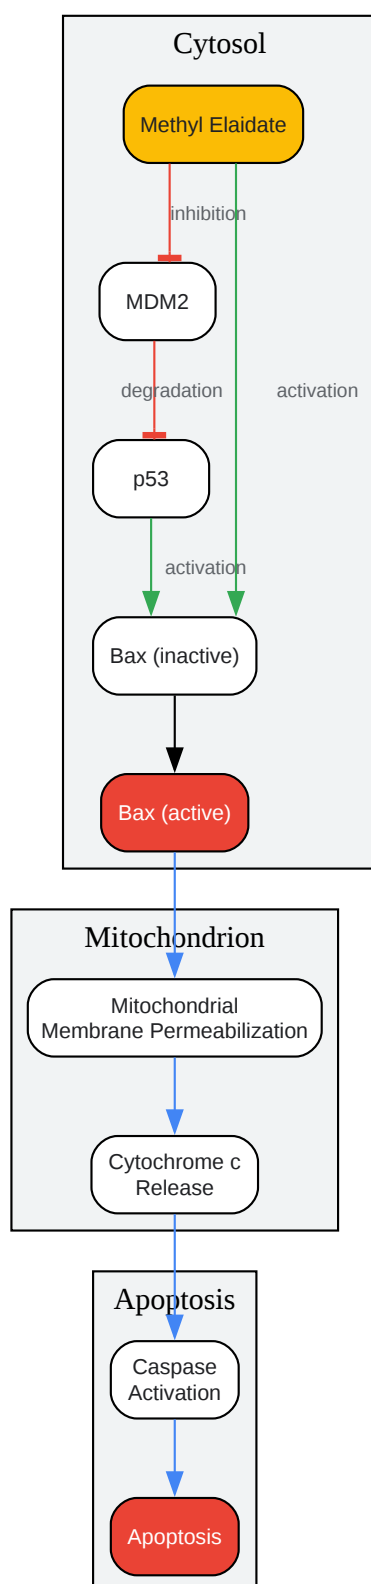 Cytosol
Methyl Elaidate
inhibition
MDM2
degradation
activation
p53
activation
Bax (inactive)
Bax (active)
Mitochondrion
Mitochondrial
Membrane Permeabilization
Cytochrome c
Release
Apoptosis
Caspase
Activation
Apoptosis